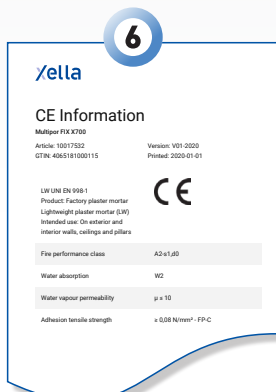 6
Xella
CE Information
Multipor FIX X700
Article: 10017532 Version: V01-2020
GTIN: 4065181000115 Printed: 2020-01-01
LW UNI EN 998-1
Product: Factory plaster mortar
Lightweight plaster mortar (LW)
Intended use: On exterior and
interior walls, ceilings and pillars
CE
Fire performance class A2-s1,d0
Water absorption W2
Water vapour permeability μ ≤ 10
Adhesion tensile strength ≥ 0,08 N/mm² - FP-C